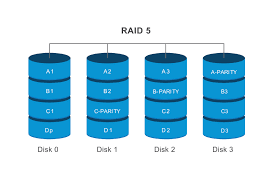 RAID 5
A1 A2 A3 A-PARITY
B1 B2 B-PARITY B3
C1 C-PARITY C2 C3
Dp D1 D2 D3
Disk 0 Disk 1 Disk 2 Disk 3